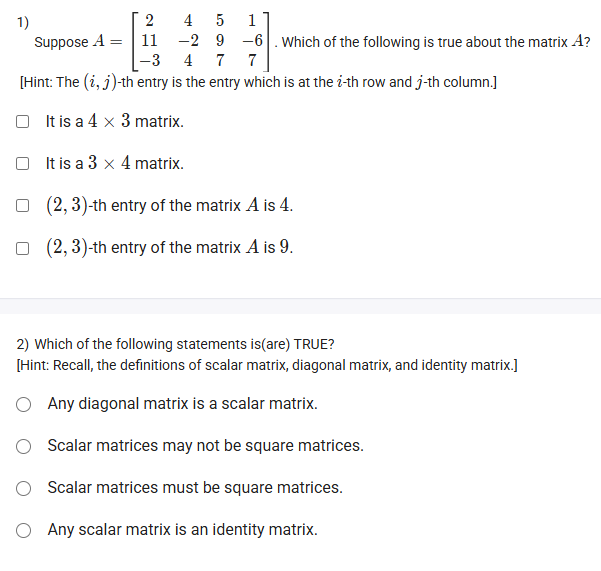 1)
Suppose A = [ 2 4 5 1
11 -2 9 -6
-3 4 7 7 ] . Which of the following is true about the matrix A?
[Hint: The (i, j)-th entry is the entry which is at the i-th row and j-th column.]
It is a 4 × 3 matrix.
It is a 3 × 4 matrix.
(2, 3)-th entry of the matrix A is 4.
(2, 3)-th entry of the matrix A is 9.
2) Which of the following statements is(are) TRUE?
[Hint: Recall, the definitions of scalar matrix, diagonal matrix, and identity matrix.]
Any diagonal matrix is a scalar matrix.
Scalar matrices may not be square matrices.
Scalar matrices must be square matrices.
Any scalar matrix is an identity matrix.